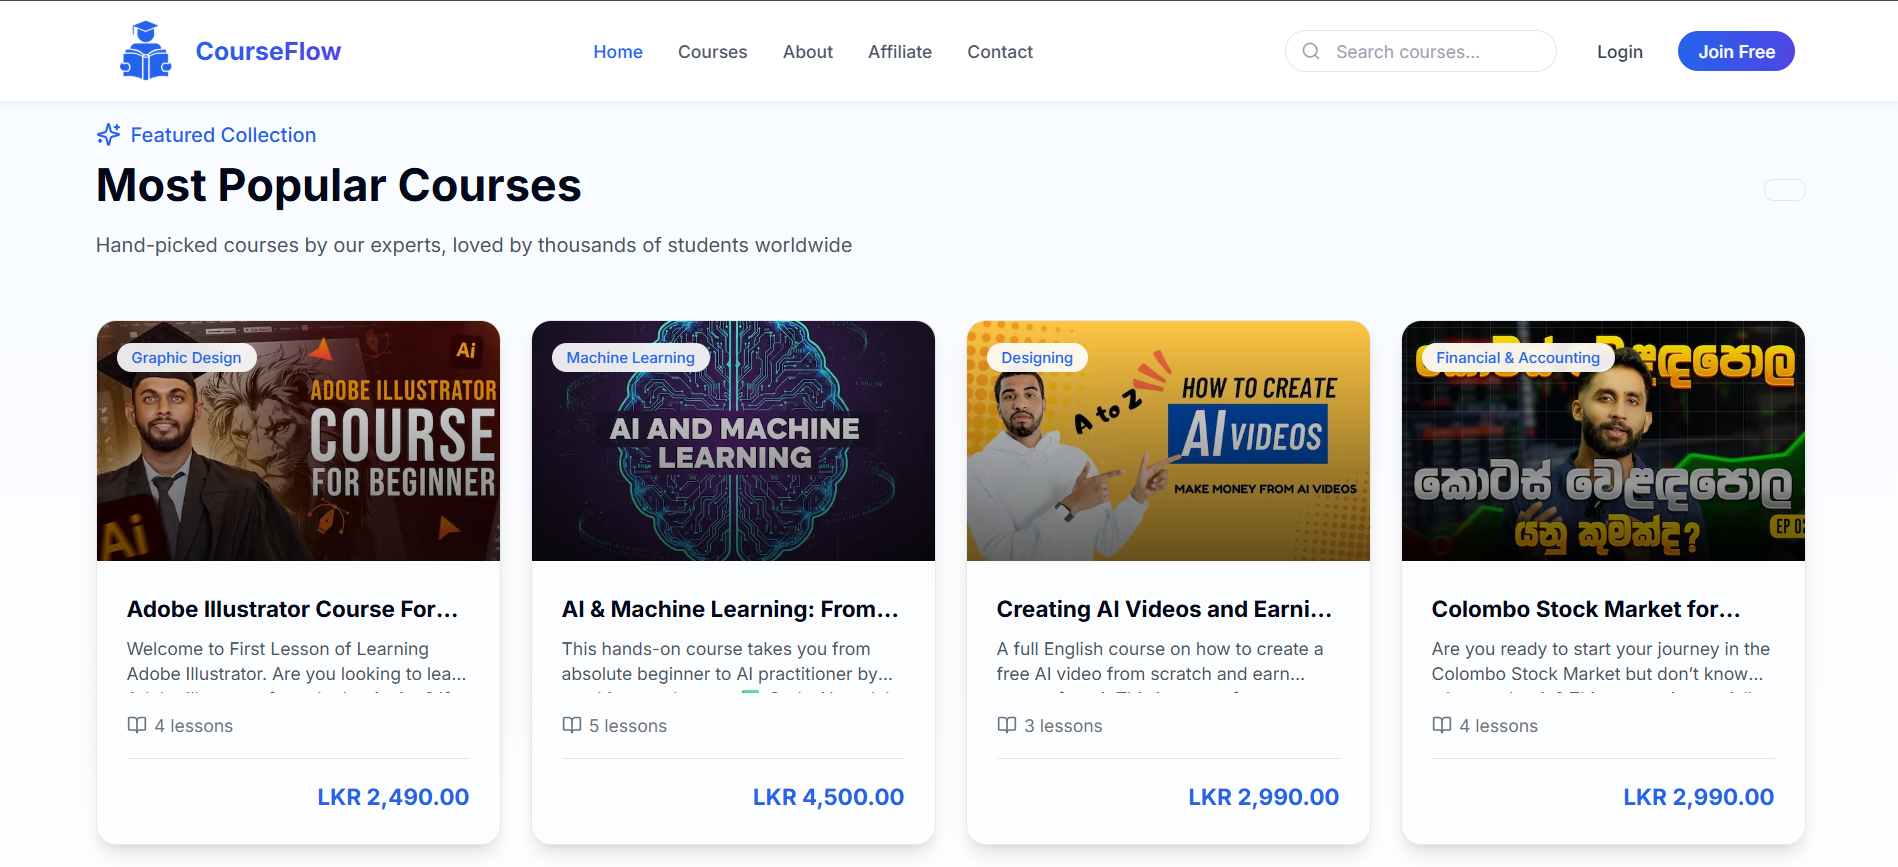 CourseFlow
Home
Courses
About
Affiliate
Contact
Search courses...
Login
Join Free
Featured Collection
Most Popular Courses
Hand-picked courses by our experts, loved by thousands of students worldwide
Graphic Design
Ai
ADOBE ILLUSTRATOR
COURSE
FOR BEGINNER
Ai
Adobe Illustrator Course For...
Welcome to First Lesson of Learning
Adobe Illustrator. Are you looking to lea...
4 lessons
LKR 2,490.00
Machine Learning
AI AND MACHINE
LEARNING
AI & Machine Learning: From...
This hands-on course takes you from
absolute beginner to AI practitioner by...
5 lessons
LKR 4,500.00
Designing
A to Z
HOW TO CREATE
AI VIDEOS
MAKE MONEY FROM AI VIDEOS
Creating AI Videos and Earni...
A full English course on how to create a
free AI video from scratch and earn...
3 lessons
LKR 2,990.00
Financial & Accounting
කොටස් වෙළඳපොල
යනු කුමක්ද?
EP 02
Colombo Stock Market for...
Are you ready to start your journey in the
Colombo Stock Market but don’t know...
4 lessons
LKR 2,990.00